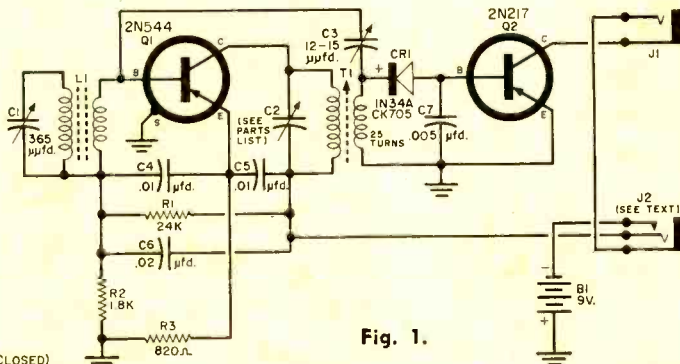 2N544
Q1
C
B
E
S
L1
C1
365
µµfd.
C3
12–15
µµfd.
+
CR1
1N34A
CK705
2N217
Q2
C
B
E
J1
C2
(SEE
PARTS
LIST)
T1
25
TURNS
C7
.005 µfd.
C4
.01 µfd.
C5
.01 µfd.
R1
24K
C6
.02 µfd.
R2
1.8K
R3
820Ω
J2
(SEE TEXT)
−
B1
9V.
+
CLOSED)
Fig. 1.